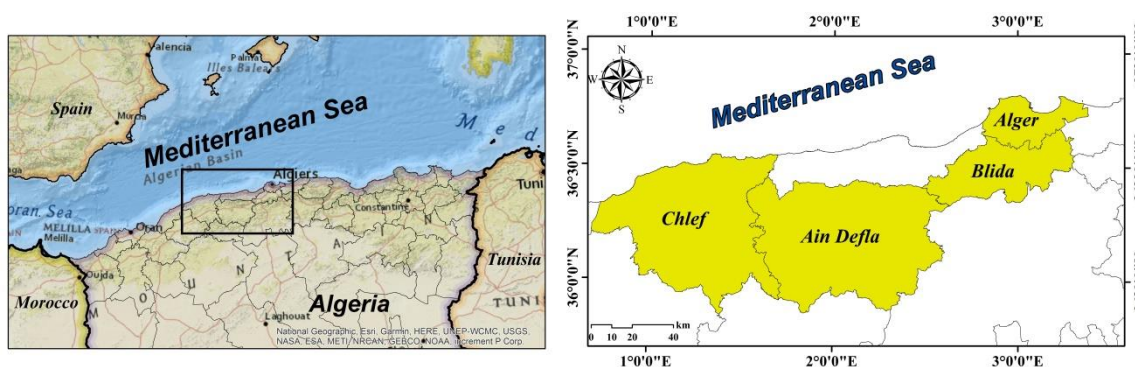 Valencia
Palma
Illes Balears
Spain
Murcia
Mediterranean Sea
Algerian Basin
M e d
Algiers
Tuni
Constantine
oran Sea
MELILLA SPAIN
Melilla
Oran
Oujda
Tunisia
Morocco
M O U N T A I N
Algeria
TUNI
Laghouat
National Geographic, Esri, Garmin, HERE, UNEP-WCMC, USGS,
NASA, ESA, METI, NRCAN, GEBCO, NOAA, increment P Corp.
1°0'0"E 2°0'0"E 3°0'0"E
37°0'0"N
N
W E
S
Mediterranean Sea
Alger
36°30'0"N
Blida
Chlef
Ain Defla
36°0'0"N
km
0 10 20 40
1°0'0"E 2°0'0"E 3°0'0"E